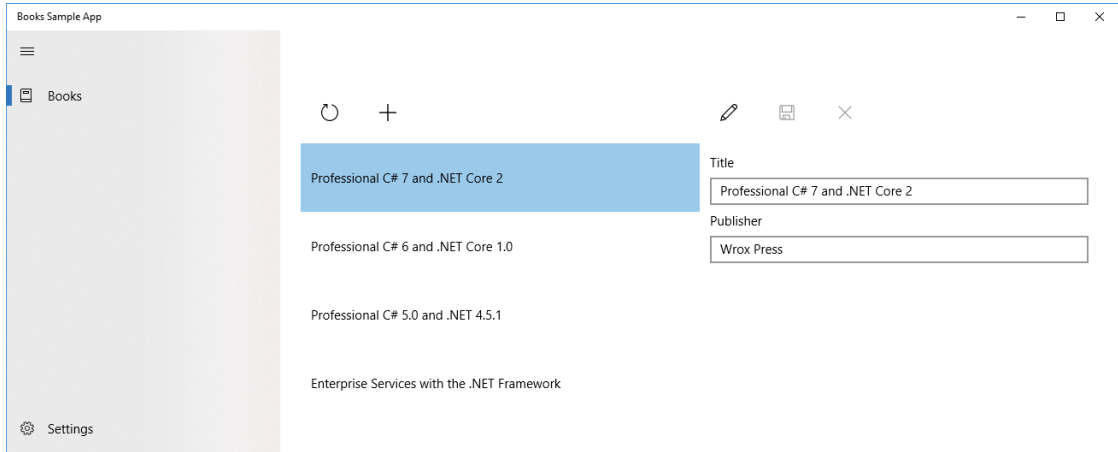 Books Sample App
Books
Settings
Professional C# 7 and .NET Core 2
Professional C# 6 and .NET Core 1.0
Professional C# 5.0 and .NET 4.5.1
Enterprise Services with the .NET Framework
Title
Professional C# 7 and .NET Core 2
Publisher
Wrox Press